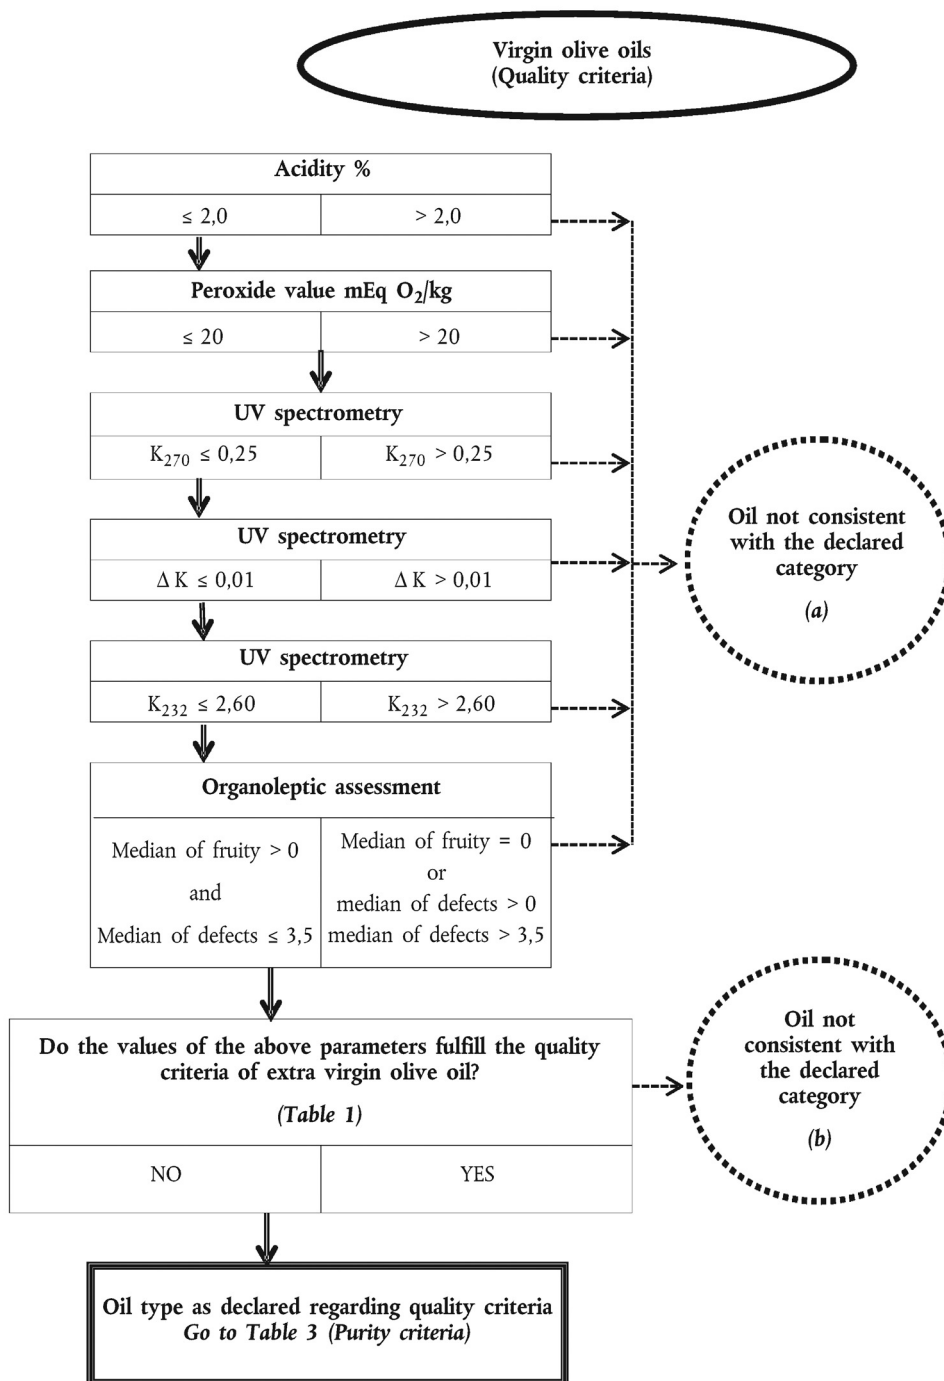 Virgin olive oils
(Quality criteria)
Acidity %
≤ 2,0
> 2,0
Peroxide value mEq O₂/kg
≤ 20
> 20
UV spectrometry
K₂₇₀ ≤ 0,25
K₂₇₀ > 0,25
UV spectrometry
Δ K ≤ 0,01
Δ K > 0,01
UV spectrometry
K₂₃₂ ≤ 2,60
K₂₃₂ > 2,60
Organoleptic assessment
Median of fruity > 0
and
Median of defects ≤ 3,5
Median of fruity = 0
or
median of defects > 0
median of defects > 3,5
Oil not consistent
with the declared
category
(a)
Do the values of the above parameters fulfill the quality
criteria of extra virgin olive oil?
(Table 1)
NO
YES
Oil not
consistent with
the declared
category
(b)
Oil type as declared regarding quality criteria
Go to Table 3 (Purity criteria)